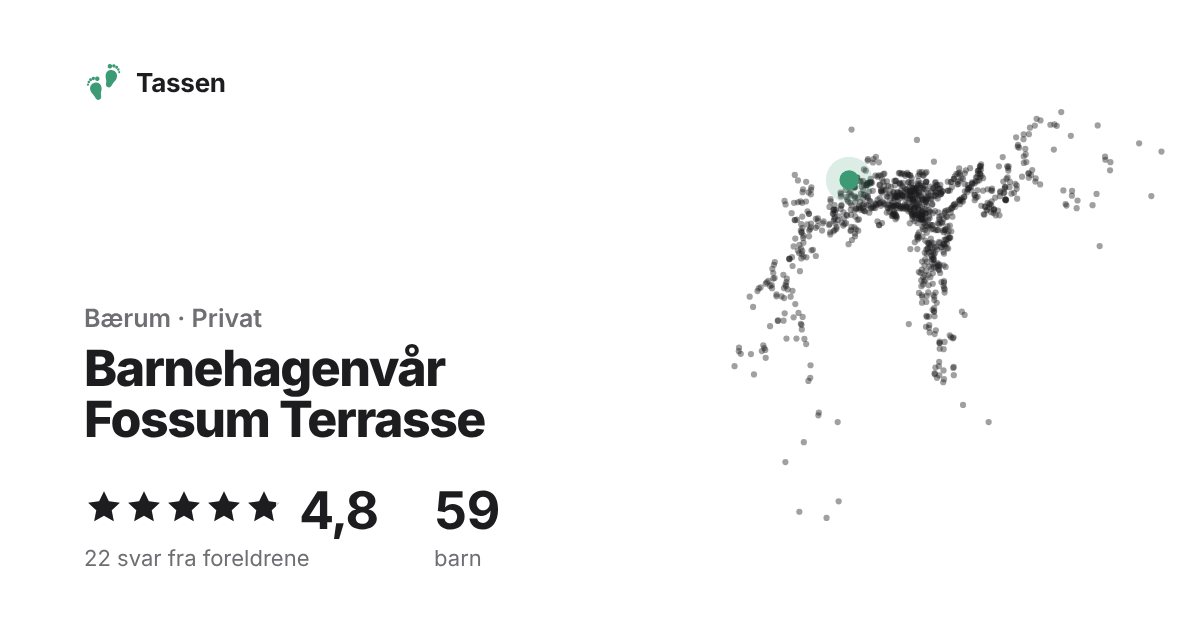 Tassen
Bærum · Privat
Barnehagenvår
Fossum Terrasse
4,8
59
22 svar fra foreldrene
barn